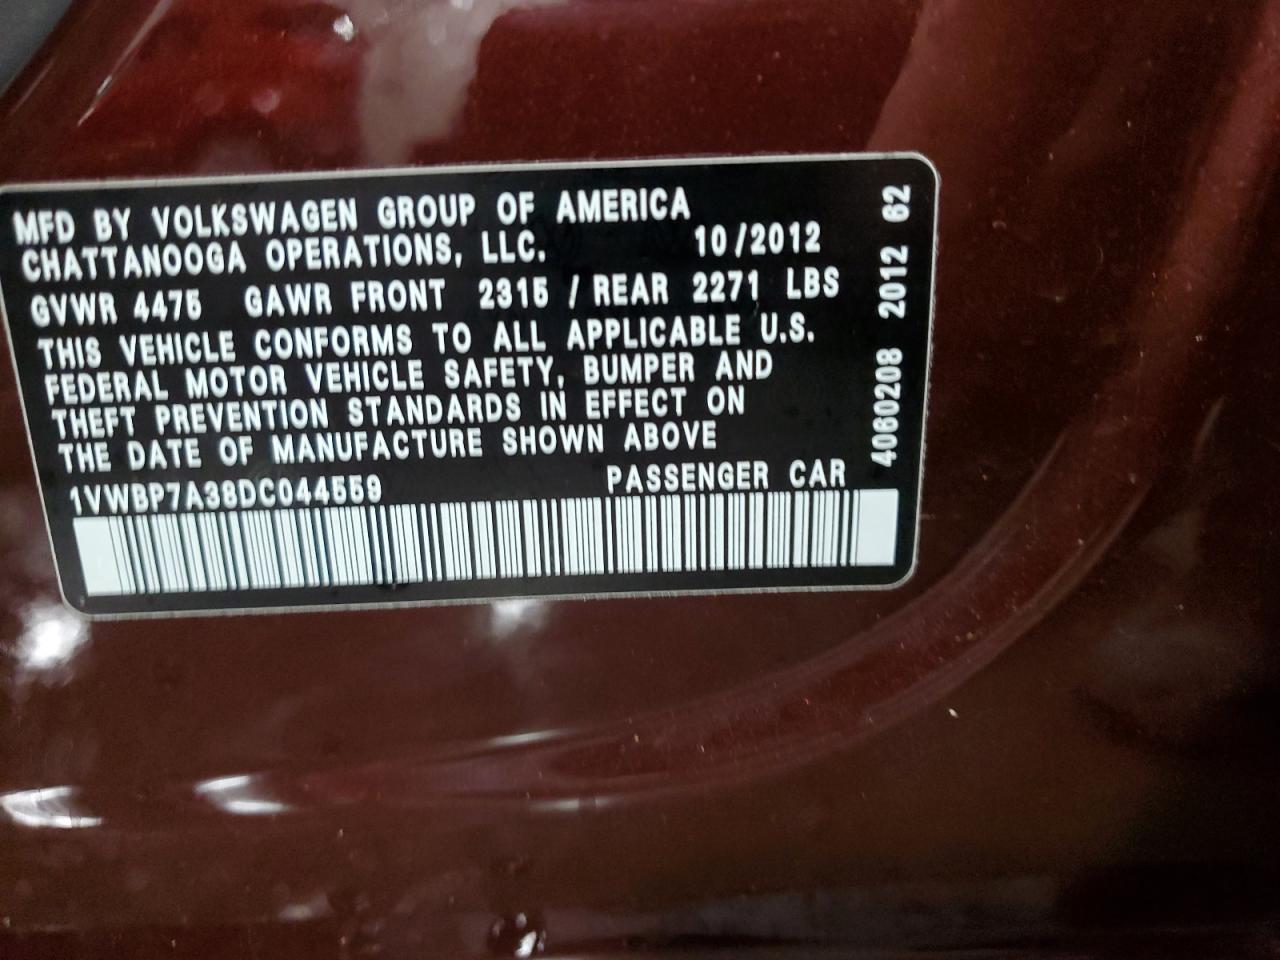 MFD BY VOLKSWAGEN GROUP OF AMERICA
CHATTANOOGA OPERATIONS, LLC. 10/2012
GVWR 4475 GAWR FRONT 2315 / REAR 2271 LBS
THIS VEHICLE CONFORMS TO ALL APPLICABLE U.S.
FEDERAL MOTOR VEHICLE SAFETY, BUMPER AND
THEFT PREVENTION STANDARDS IN EFFECT ON
THE DATE OF MANUFACTURE SHOWN ABOVE
1VWBP7A38DC044559 PASSENGER CAR
4060208 2012 62